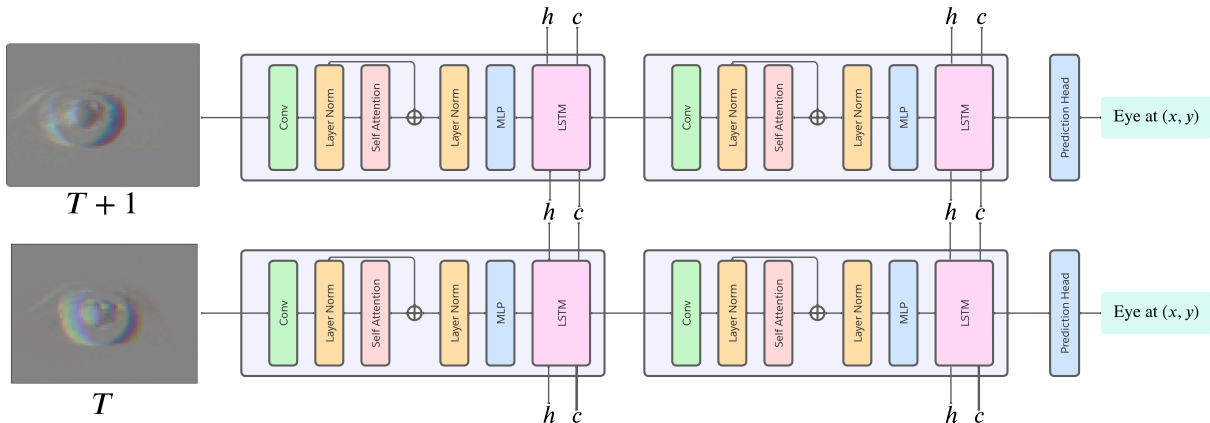 h c h c
Conv Layer Norm Self Attention Layer Norm MLP LSTM Conv Layer Norm Self Attention Layer Norm MLP LSTM Prediction Head Eye at (x, y)
T + 1
h c h c
Conv Layer Norm Self Attention Layer Norm MLP LSTM Conv Layer Norm Self Attention Layer Norm MLP LSTM Prediction Head Eye at (x, y)
T
h c h c